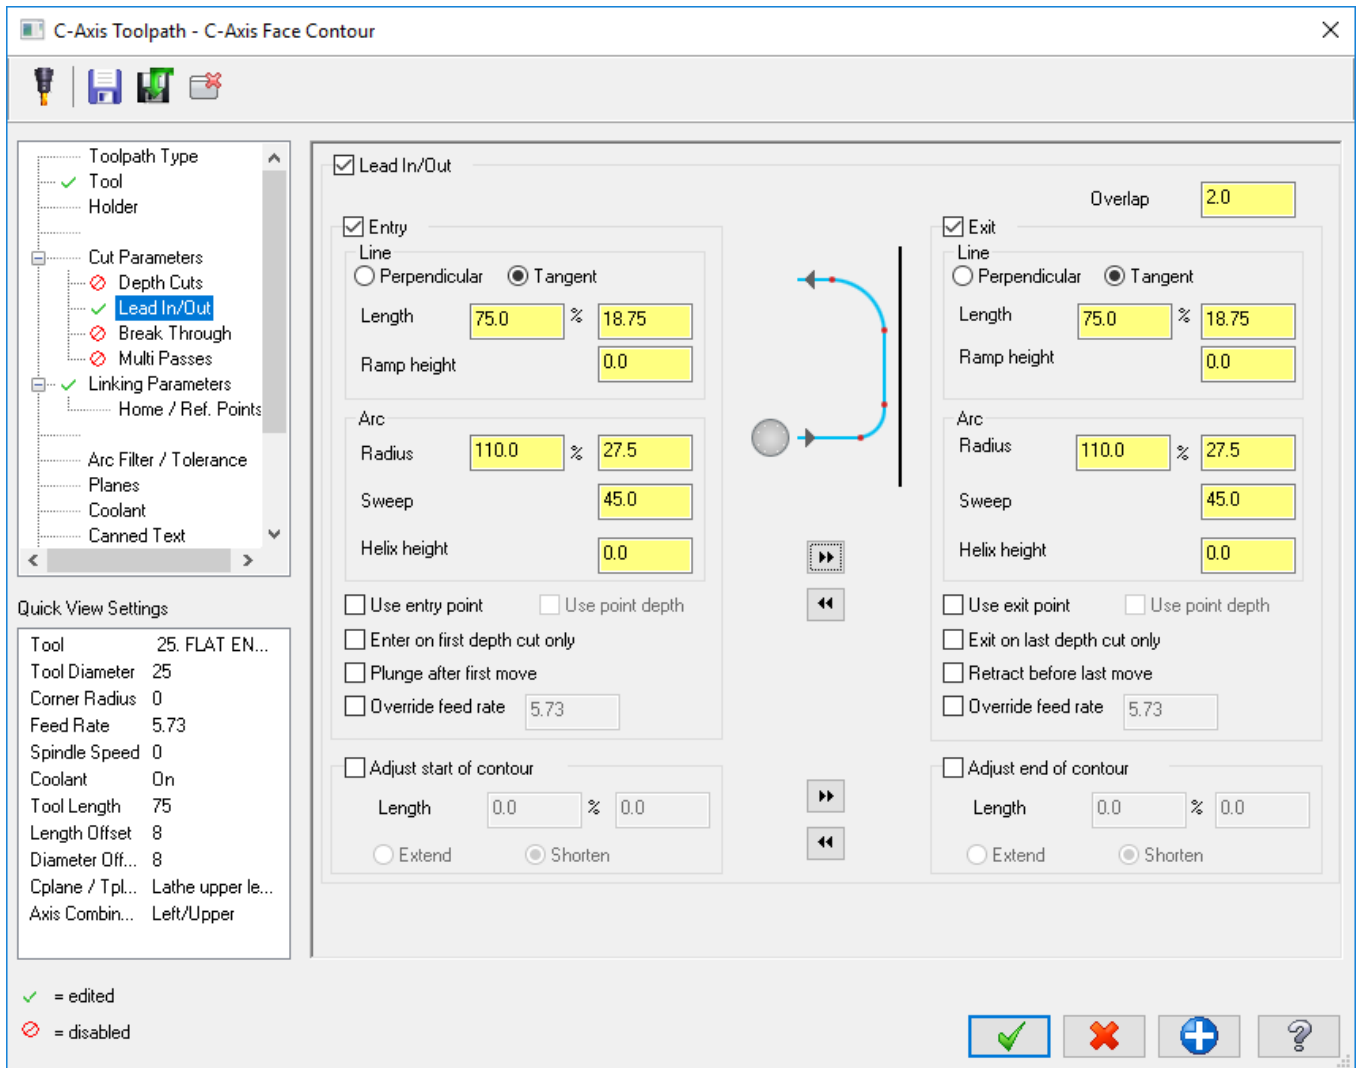 C-Axis Toolpath - C-Axis Face Contour
Toolpath Type
Tool
Holder
Cut Parameters
Depth Cuts
Lead In/Out
Break Through
Multi Passes
Linking Parameters
Home / Ref. Points
Arc Filter / Tolerance
Planes
Coolant
Canned Text
Quick View Settings
Tool 25. FLAT EN...
Tool Diameter 25
Corner Radius 0
Feed Rate 5.73
Spindle Speed 0
Coolant On
Tool Length 75
Length Offset 8
Diameter Off... 8
Cplane / Tpl... Lathe upper le...
Axis Combin... Left/Upper
= edited
= disabled
Lead In/Out
Overlap 2.0
Entry
Line
Perpendicular Tangent
Length 75.0 % 18.75
Ramp height 0.0
Arc
Radius 110.0 % 27.5
Sweep 45.0
Helix height 0.0
Use entry point Use point depth
Enter on first depth cut only
Plunge after first move
Override feed rate 5.73
Adjust start of contour
Length 0.0 % 0.0
Extend Shorten
Exit
Line
Perpendicular Tangent
Length 75.0 % 18.75
Ramp height 0.0
Arc
Radius 110.0 % 27.5
Sweep 45.0
Helix height 0.0
Use exit point Use point depth
Exit on last depth cut only
Retract before last move
Override feed rate 5.73
Adjust end of contour
Length 0.0 % 0.0
Extend Shorten